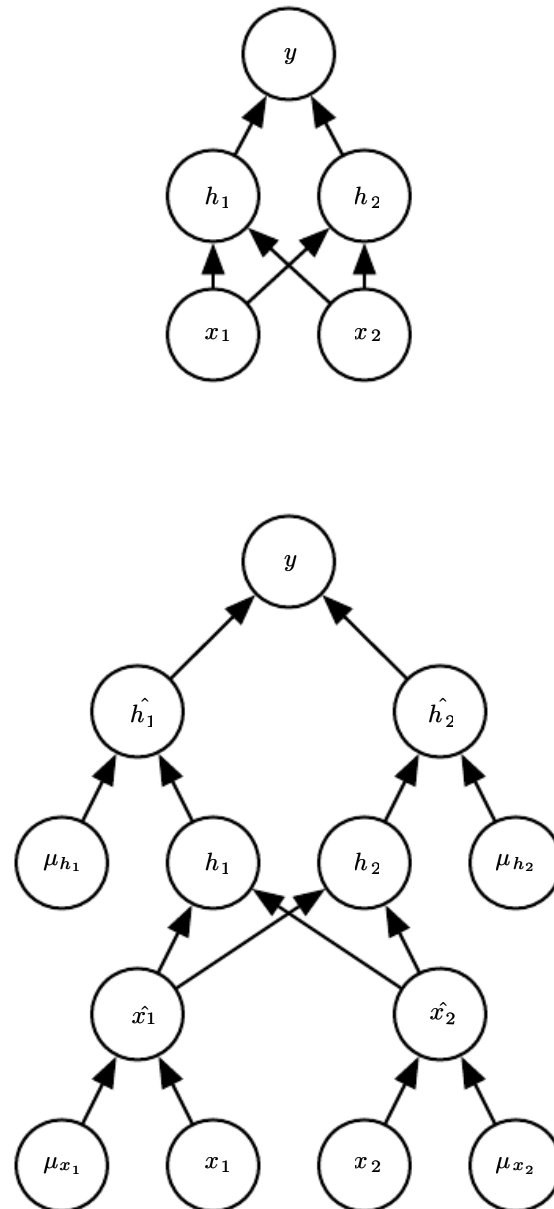 y
h₁ h₂
x₁ x₂
y
ĥ₁ ĥ₂
μ_{h₁} h₁ h₂ μ_{h₂}
x̂₁ x̂₂
μ_{x₁} x₁ x₂ μ_{x₂}